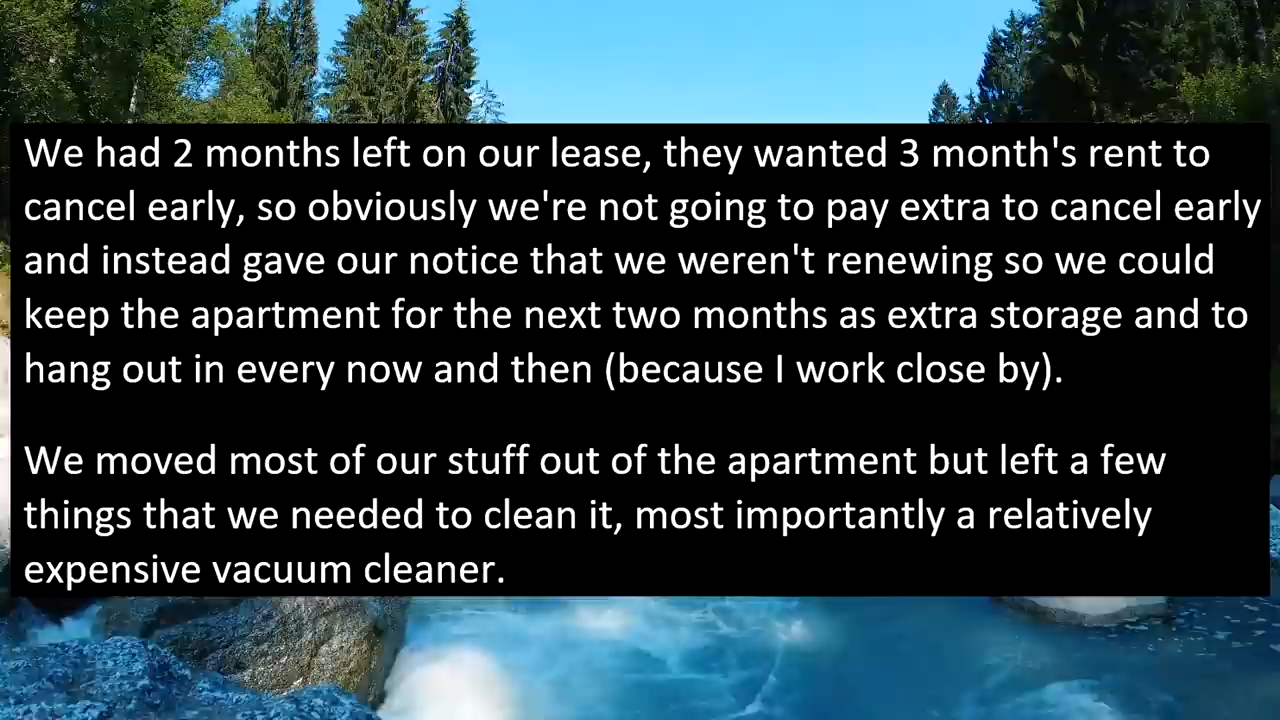 We had 2 months left on our lease, they wanted 3 month's rent to
cancel early, so obviously we're not going to pay extra to cancel early
and instead gave our notice that we weren't renewing so we could
keep the apartment for the next two months as extra storage and to
hang out in every now and then (because I work close by).
We moved most of our stuff out of the apartment but left a few
things that we needed to clean it, most importantly a relatively
expensive vacuum cleaner.